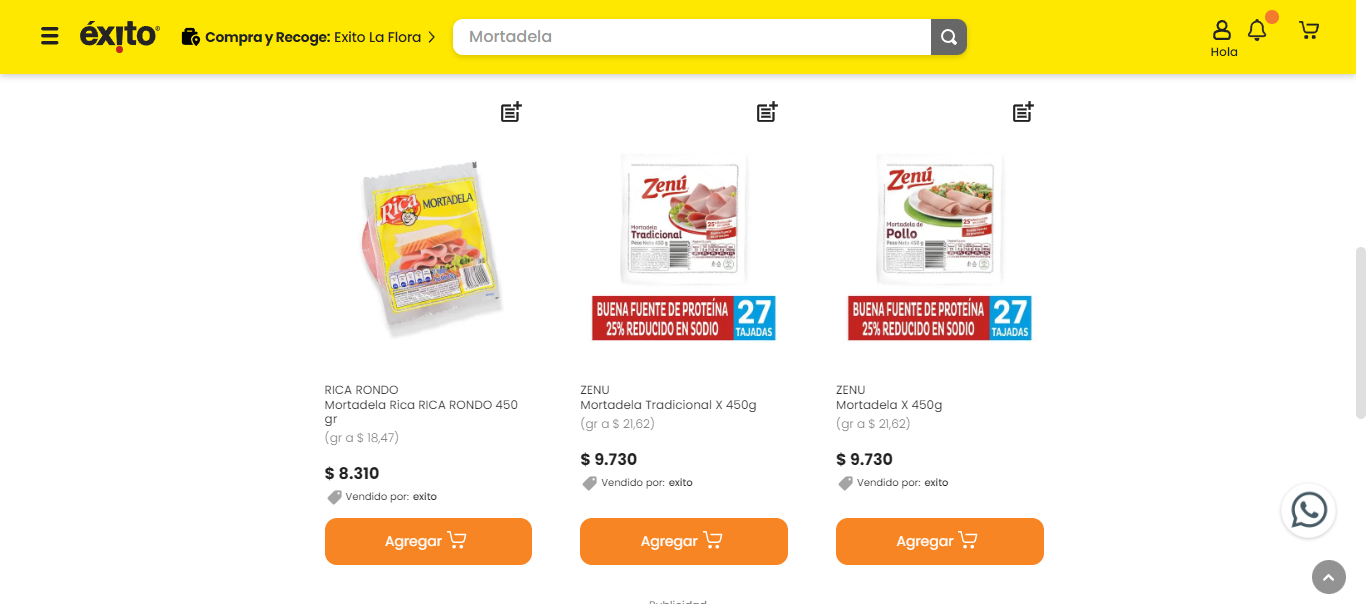 éxito
Compra y Recoge: Exito La Flora
Mortadela
Hola
Rica
MORTADELA
Zenú
Mortadela
Tradicional
Peso Neto 450 g
25%
Zenú
Mortadela de
Pollo
Peso Neto 450 g
25%
BUENA FUENTE DE PROTEÍNA
25% REDUCIDO EN SODIO
27
TAJADAS
BUENA FUENTE DE PROTEÍNA
25% REDUCIDO EN SODIO
27
TAJADAS
RICA RONDO
Mortadela Rica RICA RONDO 450
gr
(gr a $ 18,47)
$ 8.310
Vendido por: exito
Agregar
ZENU
Mortadela Tradicional X 450g
(gr a $ 21,62)
$ 9.730
Vendido por: exito
Agregar
ZENU
Mortadela X 450g
(gr a $ 21,62)
$ 9.730
Vendido por: exito
Agregar
Publicidad